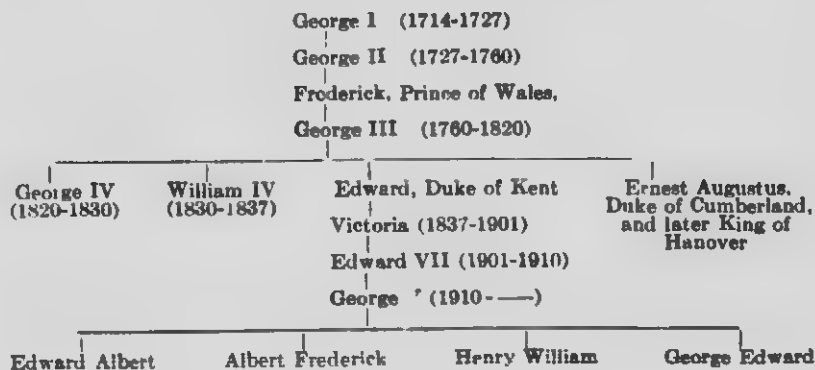 George I (1714-1727)
George II (1727-1760)
Frederick, Prince of Wales,
George III (1760-1820)
George IV
(1820-1830)
William IV
(1830-1837)
Edward, Duke of Kent
Ernest Augustus,
Duke of Cumberland,
and later King of
Hanover
Victoria (1837-1901)
Edward VII (1901-1910)
George (1910- ——)
Edward Albert
Albert Frederick
Henry William
George Edward